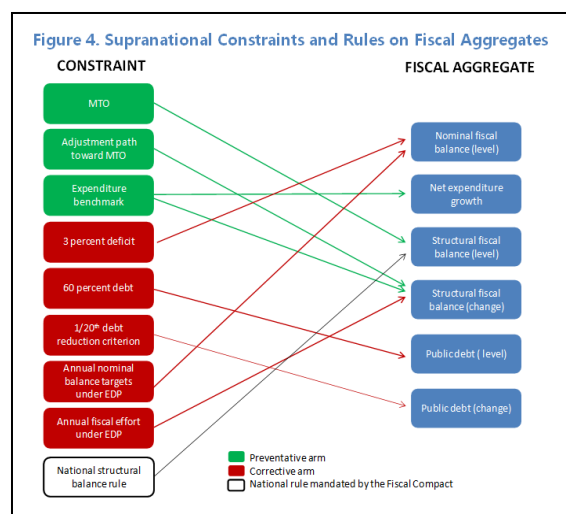 Figure 4. Supranational Constraints and Rules on Fiscal Aggregates
CONSTRAINT
FISCAL AGGREGATE
MTO
Adjustment path
toward MTO
Expenditure
benchmark
3 percent deficit
60 percent debt
1/20th debt
reduction criterion
Annual nominal
balance targets
under EDP
Annual fiscal effort
under EDP
National structural
balance rule
Nominal fiscal
balance (level)
Net expenditure
growth
Structural fiscal
balance (level)
Structural fiscal
balance (change)
Public debt ( level)
Public debt (change)
Preventative arm
Corrective arm
National rule mandated by the Fiscal Compact